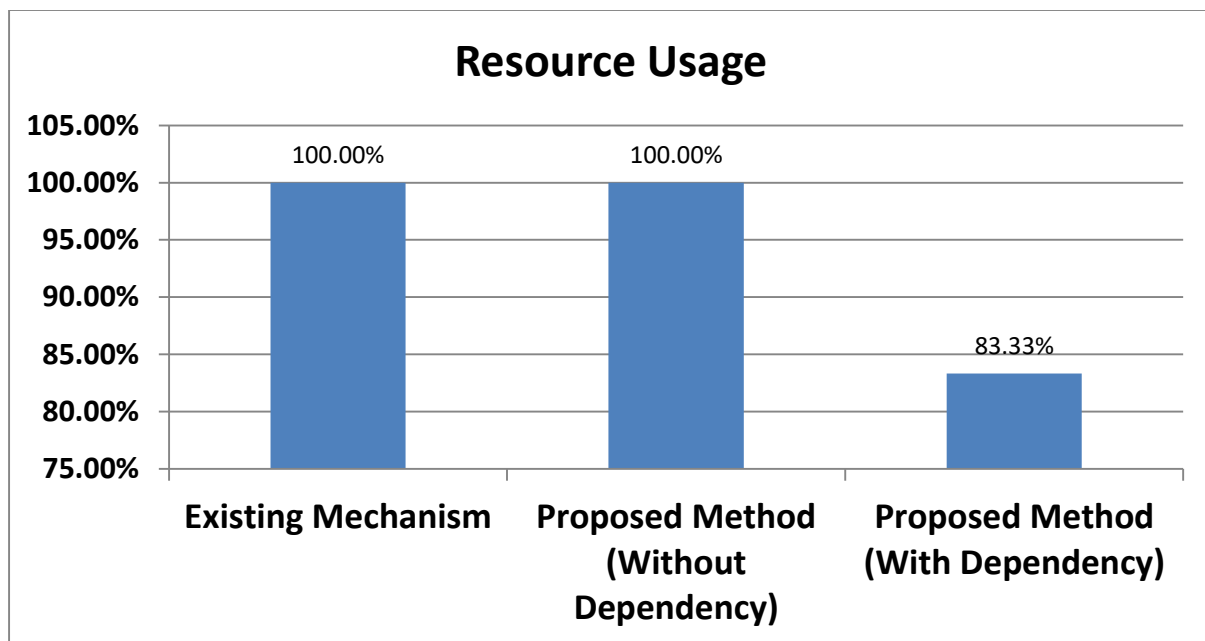 Resource Usage
105.00%
100.00%
95.00%
90.00%
85.00%
80.00%
75.00%
100.00%
100.00%
83.33%
Existing Mechanism
Proposed Method
(Without
Dependency)
Proposed Method
(With Dependency)